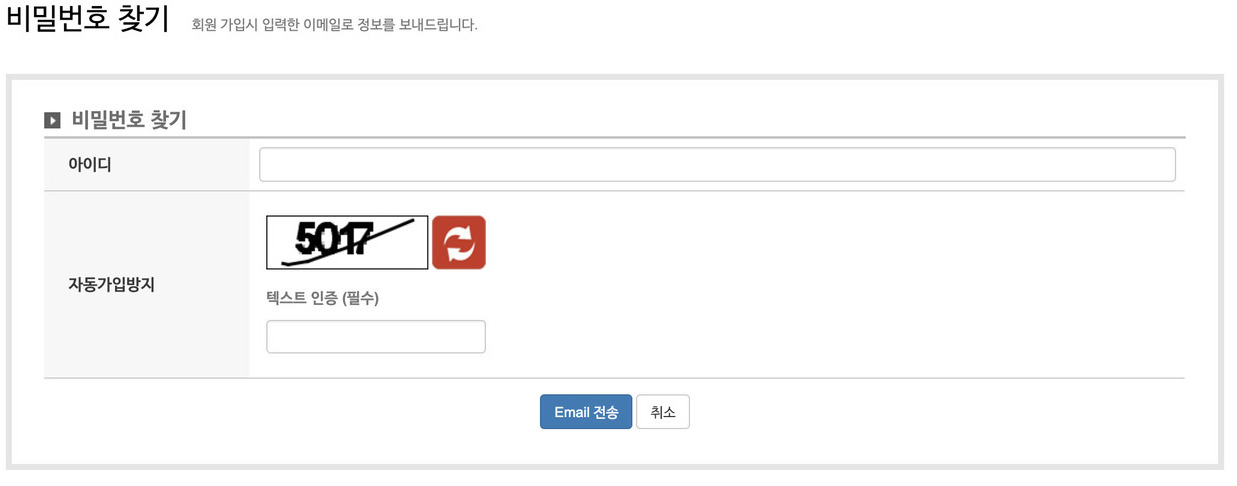 비밀번호 찾기 회원 가입시 입력한 이메일로 정보를 보내드립니다.
비밀번호 찾기
아이디
5017
자동가입방지
텍스트 인증 (필수)
Email 전송 취소